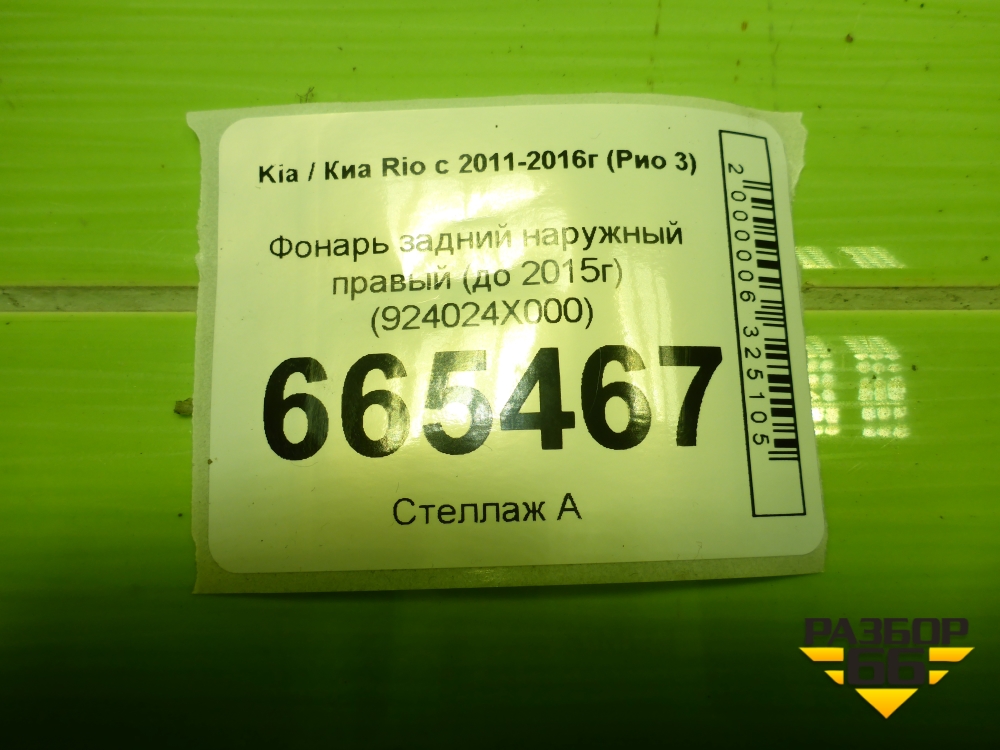 Kia / Киа Rio с 2011-2016г (Рио 3)
Фонарь задний наружный
правый (до 2015г)
(924024X000)
665467
Стеллаж А
2000006325105
РАЗБОР
66